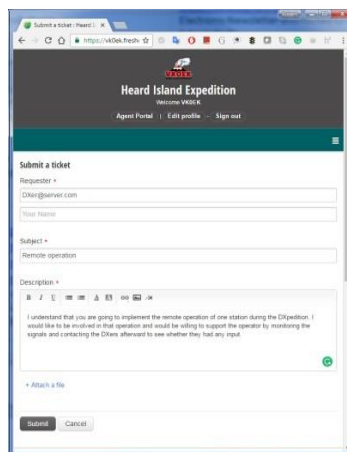 Submit a ticket : Heard I
https://vk0ek.fresh
VK0EK
Heard Island Expedition
Welcome VK0EK
Agent Portal | Edit profile - Sign out
Submit a ticket
Requester *
DXer@server.com
Your Name
Subject *
Remote operation
Description *
I understand that you are going to implement the remote operation of one station during the DXpedition. I
would like to be involved in that operation and would be willing to support the operator by monitoring the
signals and contacting the DXers afterward to see whether they had any input.
+ Attach a file
Submit Cancel